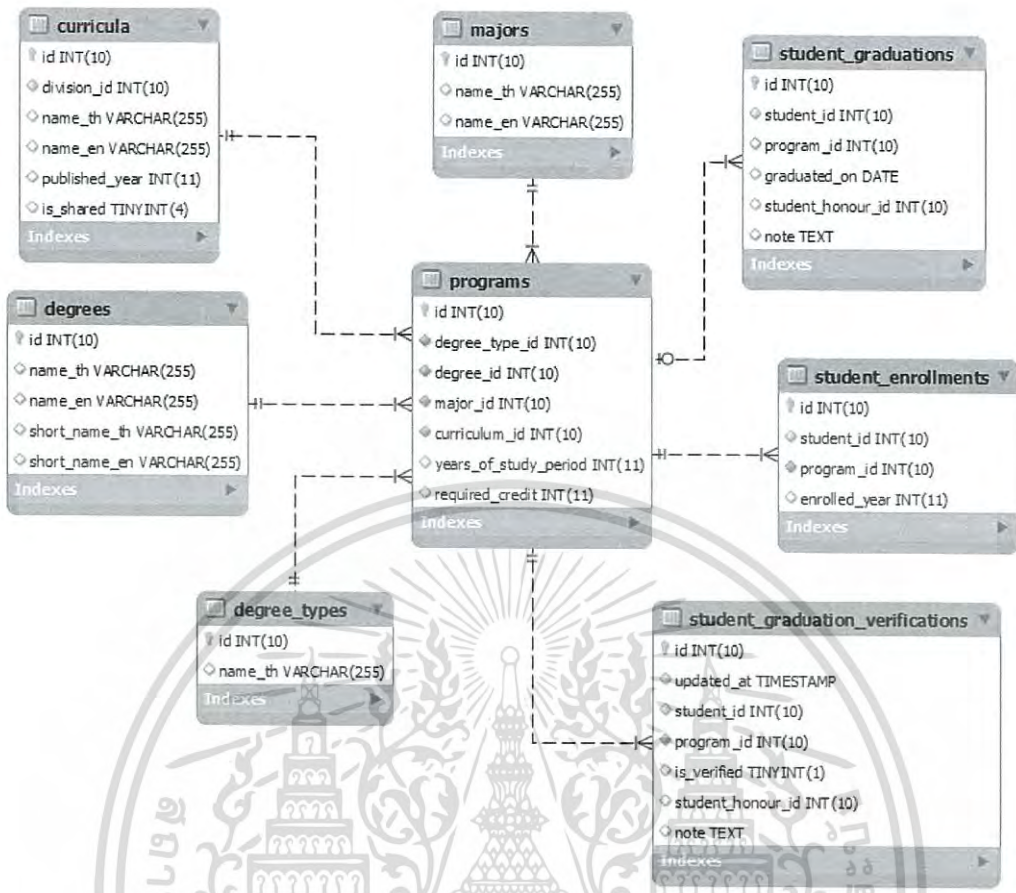 curricula
id INT(10)
division_id INT(10)
name_th VARCHAR(255)
name_en VARCHAR(255)
published_year INT(11)
is_shared TINYINT(4)
Indexes
majors
id INT(10)
name_th VARCHAR(255)
name_en VARCHAR(255)
Indexes
student_graduations
id INT(10)
student_id INT(10)
program_id INT(10)
graduated_on DATE
student_honour_id INT(10)
note TEXT
Indexes
degrees
id INT(10)
name_th VARCHAR(255)
name_en VARCHAR(255)
short_name_th VARCHAR(255)
short_name_en VARCHAR(255)
Indexes
programs
id INT(10)
degree_type_id INT(10)
degree_id INT(10)
major_id INT(10)
curriculum_id INT(10)
years_of_study_period INT(11)
required_credit INT(11)
Indexes
student_enrollments
id INT(10)
student_id INT(10)
program_id INT(10)
enrolled_year INT(11)
Indexes
degree_types
id INT(10)
name_th VARCHAR(255)
Indexes
student_graduation_verifications
id INT(10)
updated_at TIMESTAMP
student_id INT(10)
program_id INT(10)
is_verified TINYINT(1)
student_honour_id INT(10)
note TEXT
Indexes